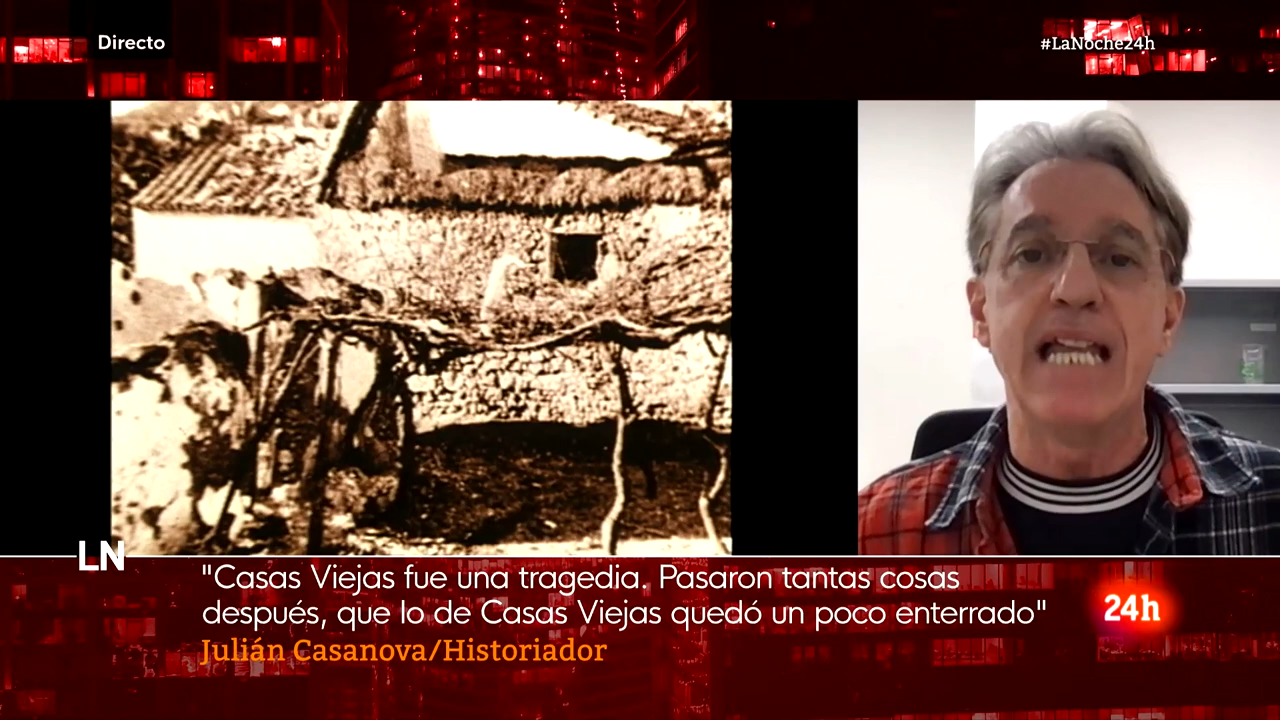 Directo
#LaNoche24h
LN
"Casas Viejas fue una tragedia. Pasaron tantas cosas
después, que lo de Casas Viejas quedó un poco enterrado"
24h
Julián Casanova/Historiador